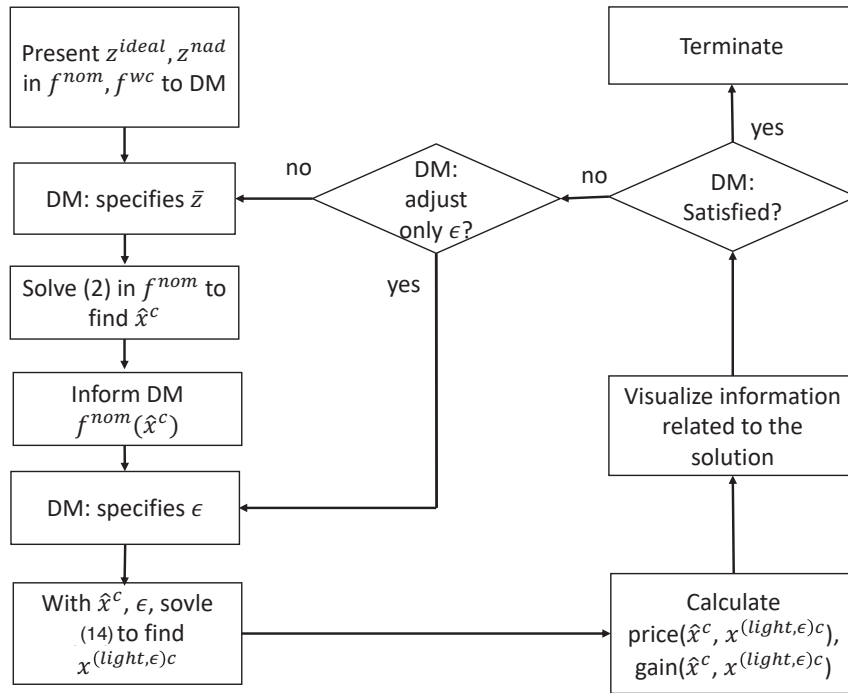 Present z^{ideal}, z^{nad}
in f^{nom}, f^{wc} to DM
DM: specifies z̄
Solve (2) in f^{nom} to
find x̂^c
Inform DM
f^{nom}(x̂^c)
DM: specifies ϵ
With x̂^c, ϵ, sovle
(14) to find
x^{(light,ϵ)c}
Calculate
price(x̂^c, x^{(light,ϵ)c}),
gain(x̂^c, x^{(light,ϵ)c})
Visualize information
related to the
solution
DM:
Satisfied?
yes
Terminate
no
DM:
adjust
only ϵ?
no
yes